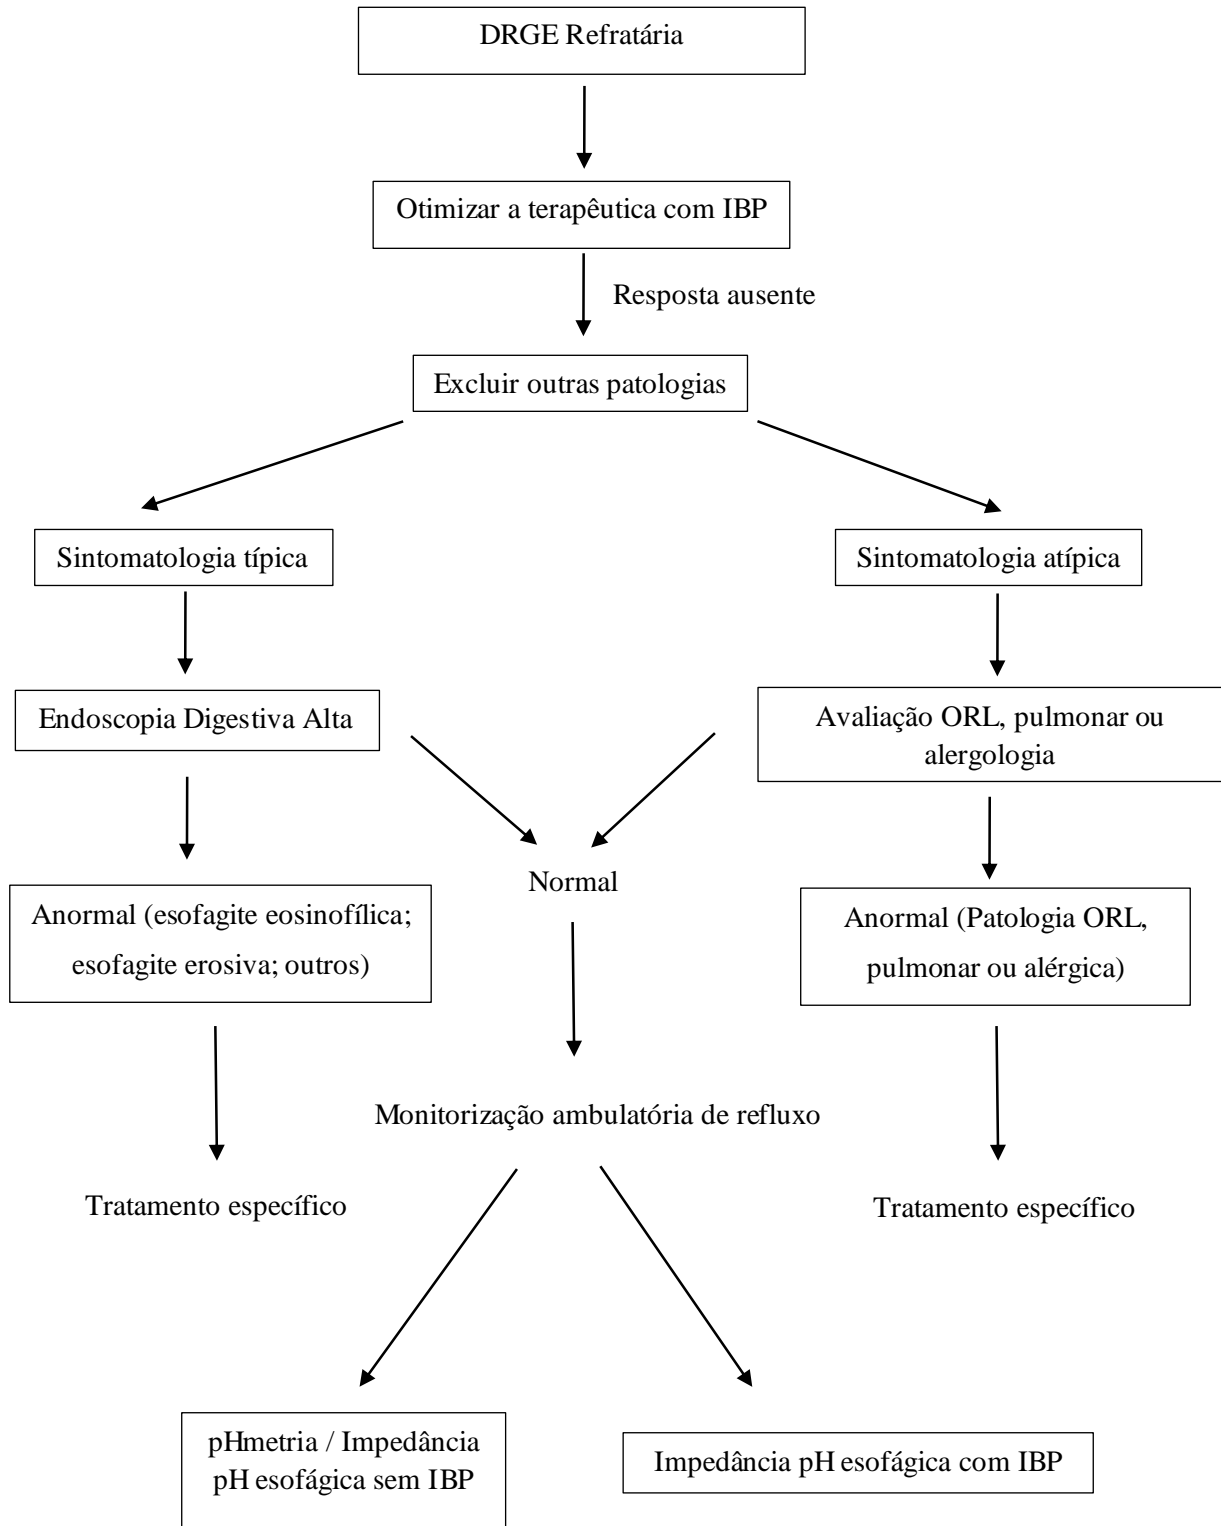 DRGE Refratária
Otimizar a terapêutica com IBP
Resposta ausente
Excluir outras patologias
Sintomatologia típica
Sintomatologia atípica
Endoscopia Digestiva Alta
Avaliação ORL, pulmonar ou
alergologia
Normal
Anormal (esofagite eosinofílica;
esofagite erosiva; outros)
Anormal (Patologia ORL,
pulmonar ou alérgica)
Monitorização ambulatória de refluxo
Tratamento específico
Tratamento específico
pHmetria / Impedância
pH esofágica sem IBP
Impedância pH esofágica com IBP